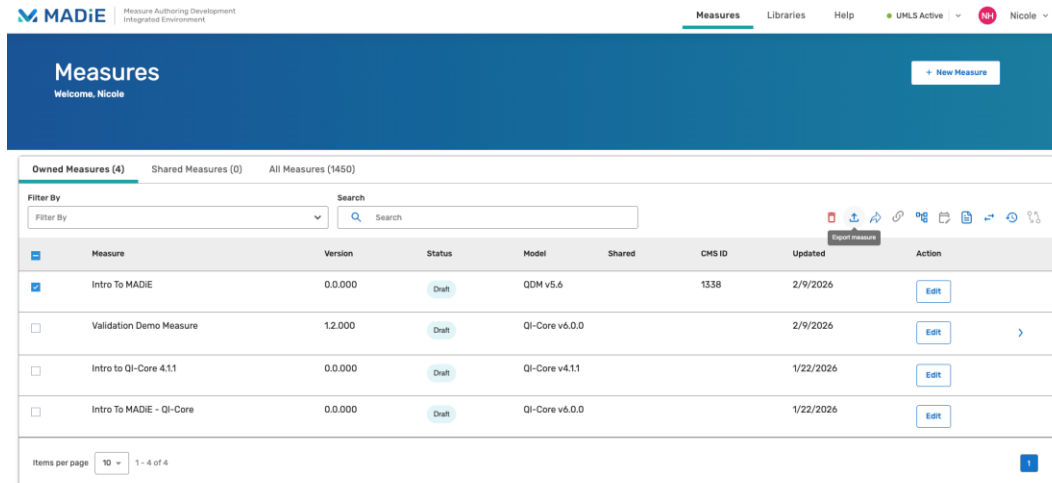 MADiE
Measure Authoring Development
Integrated Environment
Measures Libraries Help UMLS Active NH Nicole
Measures
Welcome, Nicole
+ New Measure
Owned Measures (4) Shared Measures (0) All Measures (1450)
Filter By Search
Filter By Search
Export measure
Measure Version Status Model Shared CMS ID Updated Action
Intro To MADiE 0.0.000 Draft QDM v5.6 1338 2/9/2026 Edit
Validation Demo Measure 1.2.000 Draft QI-Core v6.0.0 2/9/2026 Edit
Intro to QI-Core 4.1.1 0.0.000 Draft QI-Core v4.1.1 1/22/2026 Edit
Intro To MADiE - QI-Core 0.0.000 Draft QI-Core v6.0.0 1/22/2026 Edit
Items per page 10 1 - 4 of 4 1